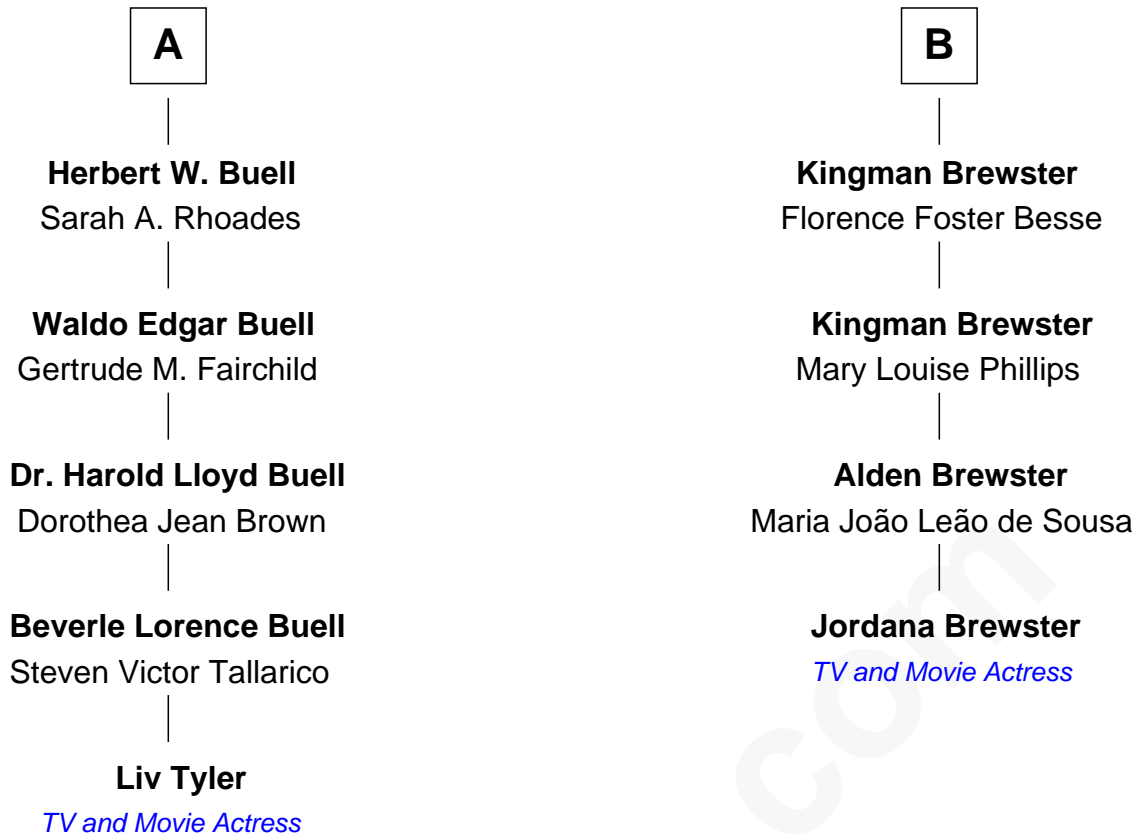 A
Herbert W. Buell
Sarah A. Rhoades
Waldo Edgar Buell
Gertrude M. Fairchild
Dr. Harold Lloyd Buell
Dorothea Jean Brown
Beverle Lorence Buell
Steven Victor Tallarico
Liv Tyler
TV and Movie Actress
B
Kingman Brewster
Florence Foster Besse
Kingman Brewster
Mary Louise Phillips
Alden Brewster
Maria João Leão de Sousa
Jordana Brewster
TV and Movie Actress
com